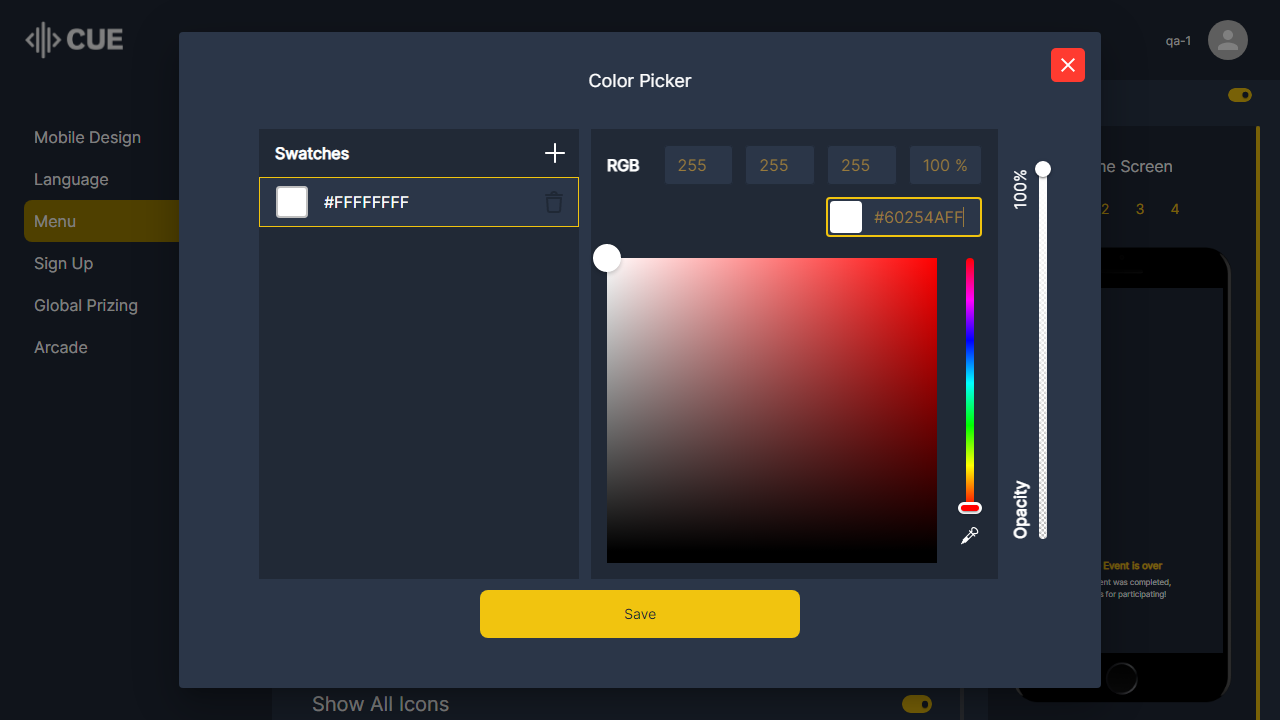 CUE
qa-1
Color Picker
Mobile Design
Language
Menu
Sign Up
Global Prizing
Arcade
Swatches
#FFFFFFFF
RGB
255
255
255
100 %
#60254AFF
100%
Opacity
Save
me Screen
2 3 4
Event is over
ent was completed,
s for participating!
Show All Icons